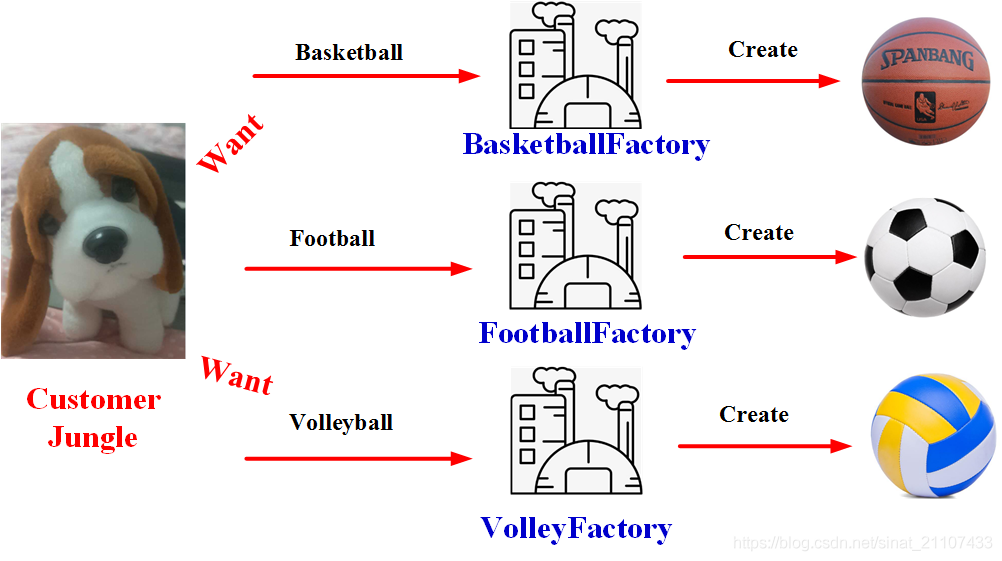 Basketball
Create
SPANBANG
Want
BasketballFactory
Football
Create
FootballFactory
Want
Customer
Jungle
Volleyball
Create
VolleyFactory
https://blog.csdn.net/sinat_21107433